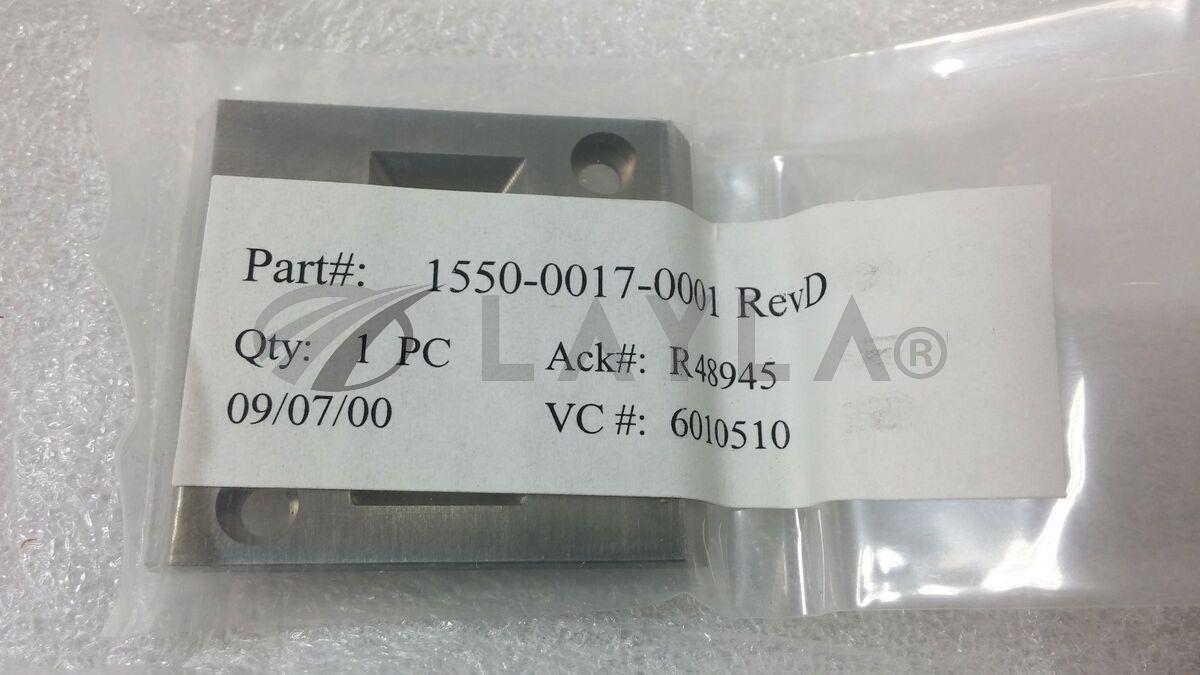 Part#: 1550-0017-0001 RevD
LAYLA®
Qty: 1 PC Ack#: R48945
09/07/00 VC #: 6010510